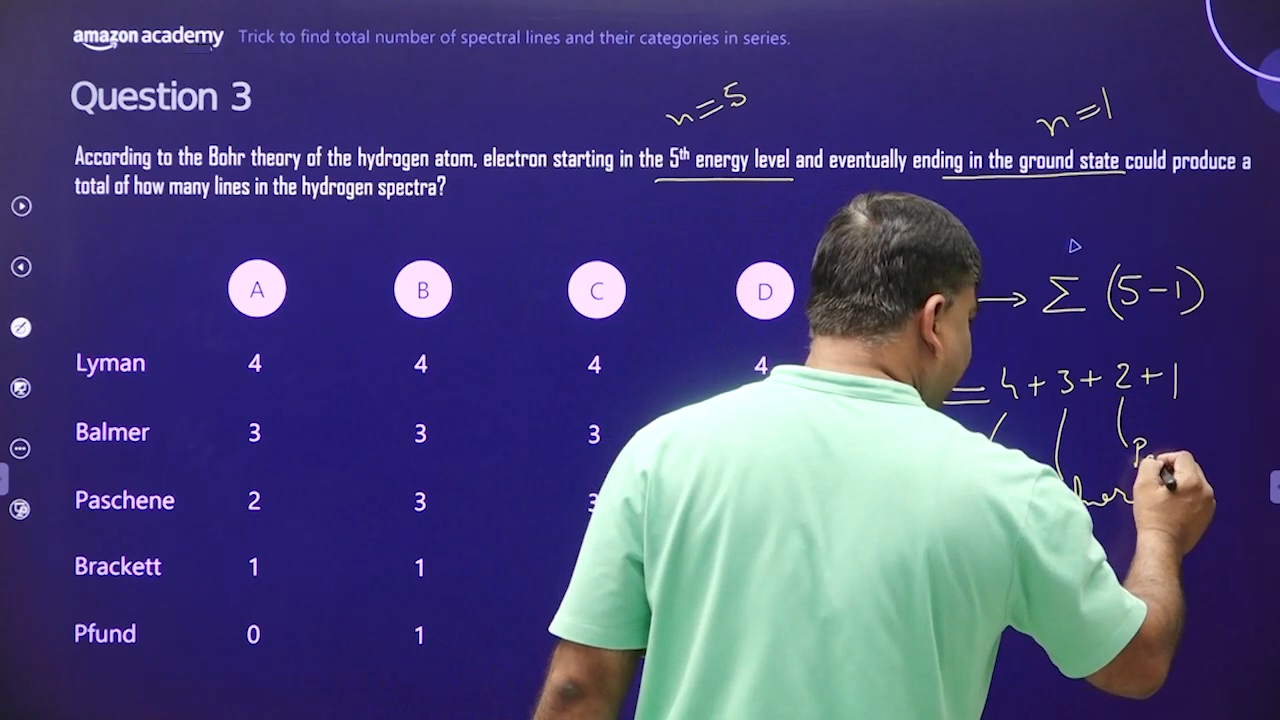 amazon academy Trick to find total number of spectral lines and their categories in series.
Question 3
n=5
n=1
According to the Bohr theory of the hydrogen atom, electron starting in the 5th energy level and eventually ending in the ground state could produce a
total of how many lines in the hydrogen spectra?
A B C D
→ Σ (5-1)
Lyman 4 4 4 4
= 4+3+2+1
Balmer 3 3 3
Paschene 2 3 3
Brackett 1 1
Pfund 0 1